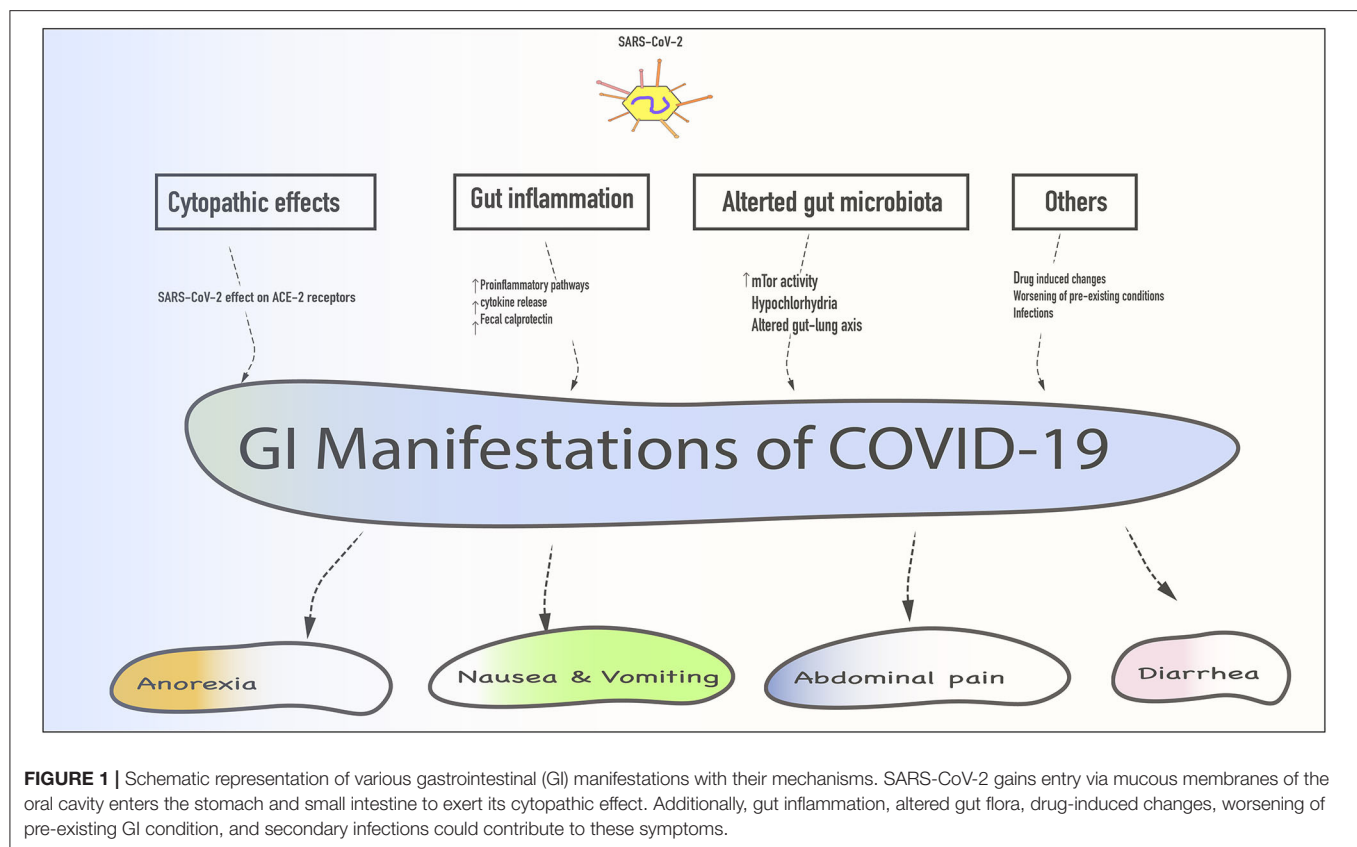 SARS-CoV-2
Cytopathic effects
Gut inflammation
Alterted gut microbiota
Others
SARS-CoV-2 effect on ACE-2 receptors
↑ Proinflammatory pathways
↑ cytokine release
↑ Fecal calprotectin
↑ mTor activity
Hypochlorhydria
Altered gut-lung axis
Drug induced changes
Worsening of pre-existing conditions
Infections
GI Manifestations of COVID-19
Anorexia
Nausea & Vomiting
Abdominal pain
Diarrhea
FIGURE 1 | Schematic representation of various gastrointestinal (GI) manifestations with their mechanisms. SARS-CoV-2 gains entry via mucous membranes of the
oral cavity enters the stomach and small intestine to exert its cytopathic effect. Additionally, gut inflammation, altered gut flora, drug-induced changes, worsening of
pre-existing GI condition, and secondary infections could contribute to these symptoms.